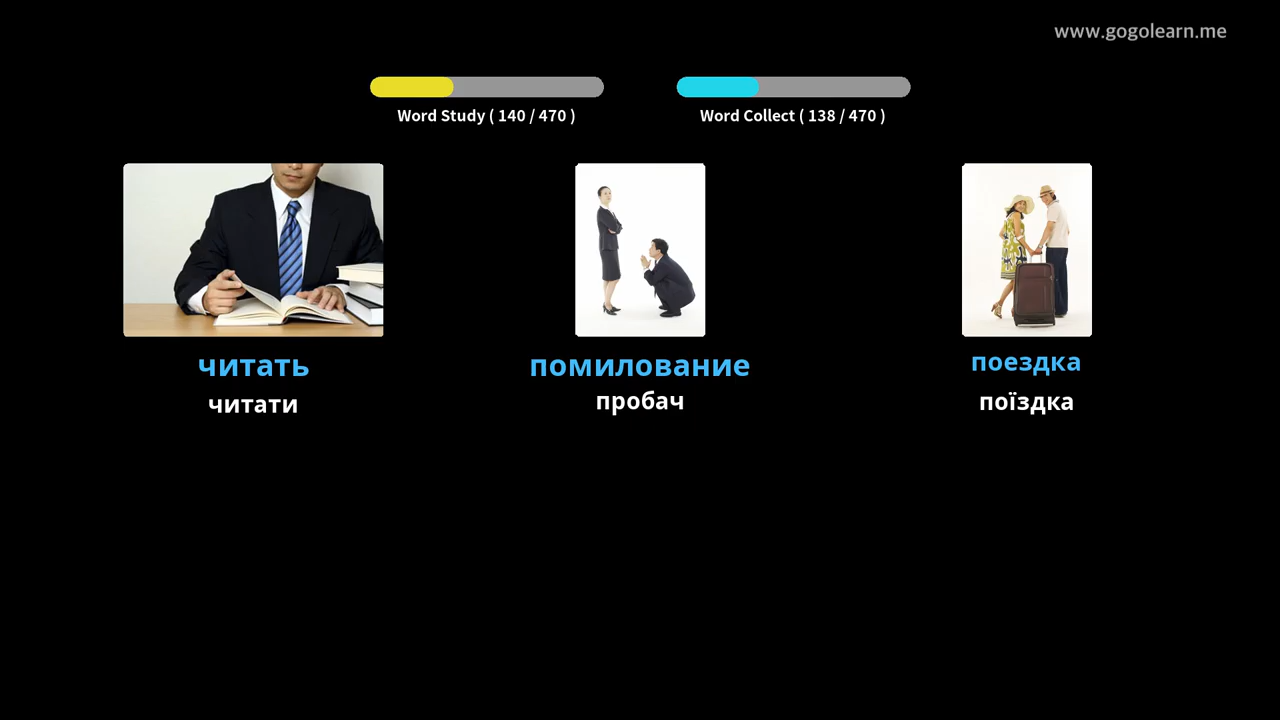 www.gogolearn.me
Word Study ( 140 / 470 )
Word Collect ( 138 / 470 )
читать
помилование
поездка
читати
пробач
поїздка